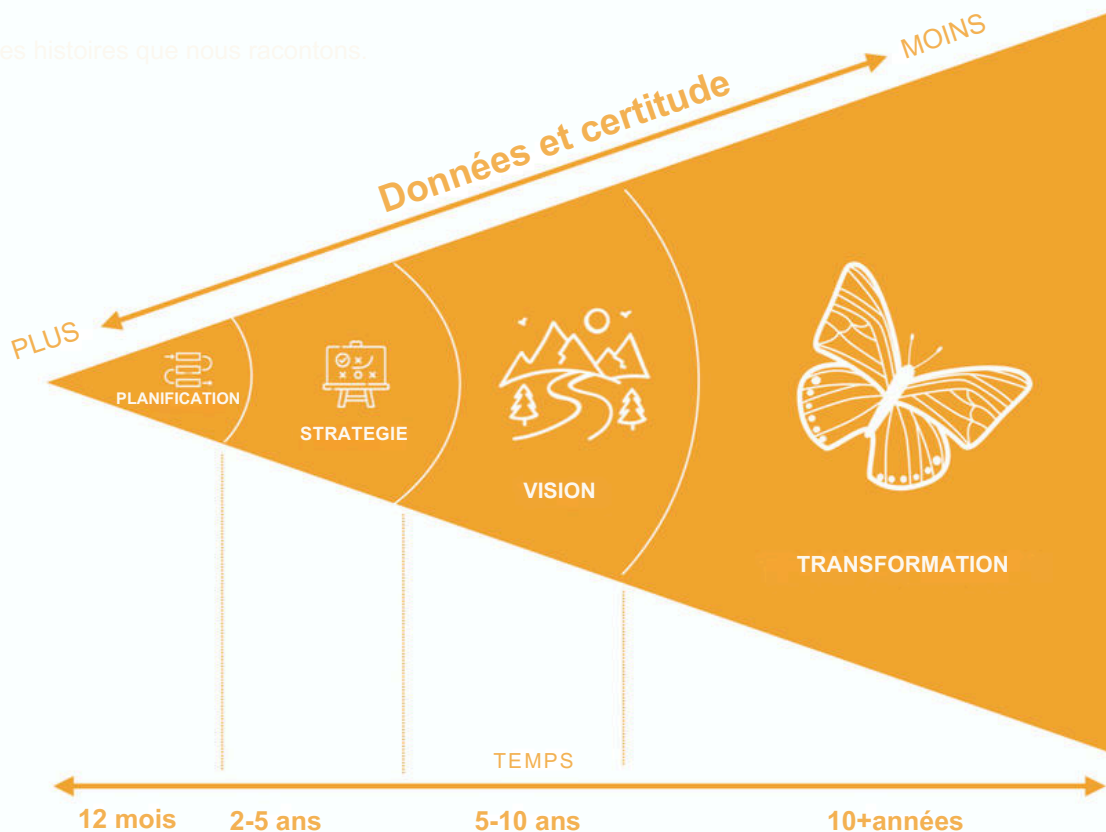 es histoires que nous racontons.
MOINS
Données et certitude
PLUS
PLANIFICATION
STRATEGIE
VISION
TRANSFORMATION
TEMPS
12 mois
2-5 ans
5-10 ans
10+années